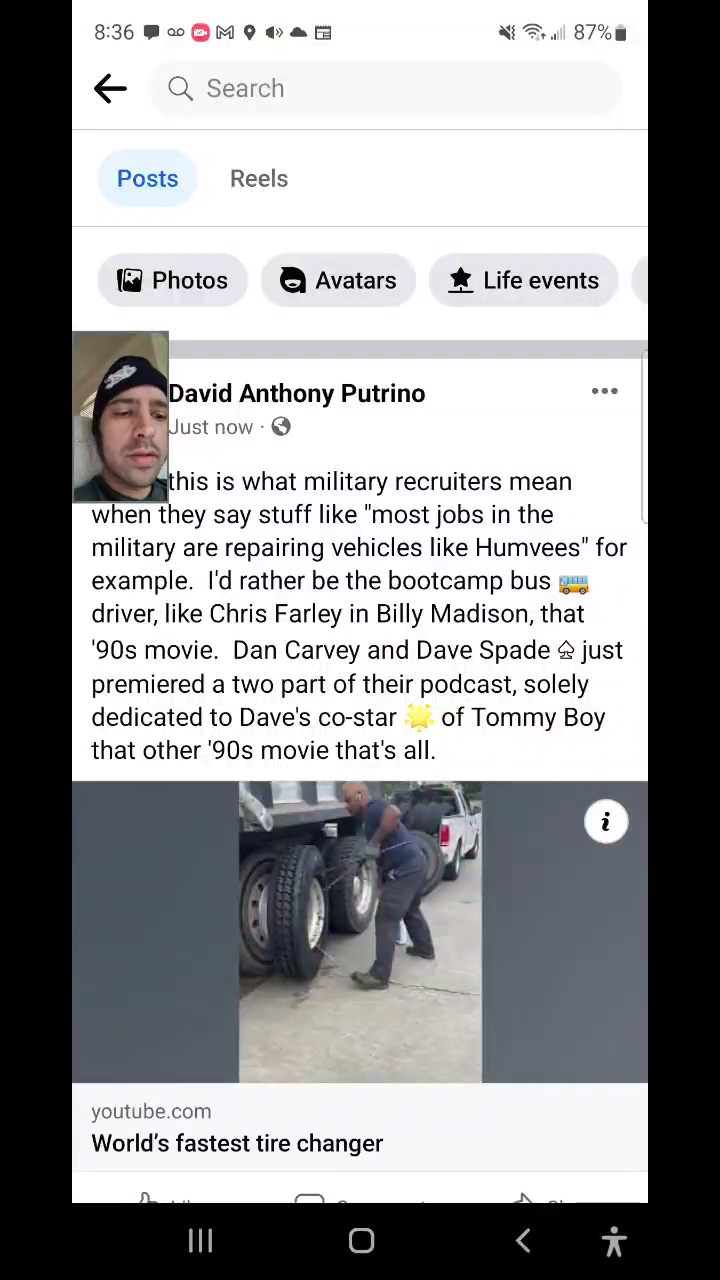 8:36 87%
Search
Posts Reels
Photos Avatars Life events
David Anthony Putrino
Just now ·
this is what military recruiters mean
when they say stuff like "most jobs in the
military are repairing vehicles like Humvees" for
example. I'd rather be the bootcamp bus 🚌
driver, like Chris Farley in Billy Madison, that
'90s movie. Dan Carvey and Dave Spade ♤ just
premiered a two part of their podcast, solely
dedicated to Dave's co-star 🌟 of Tommy Boy
that other '90s movie that's all.
i
youtube.com
World's fastest tire changer